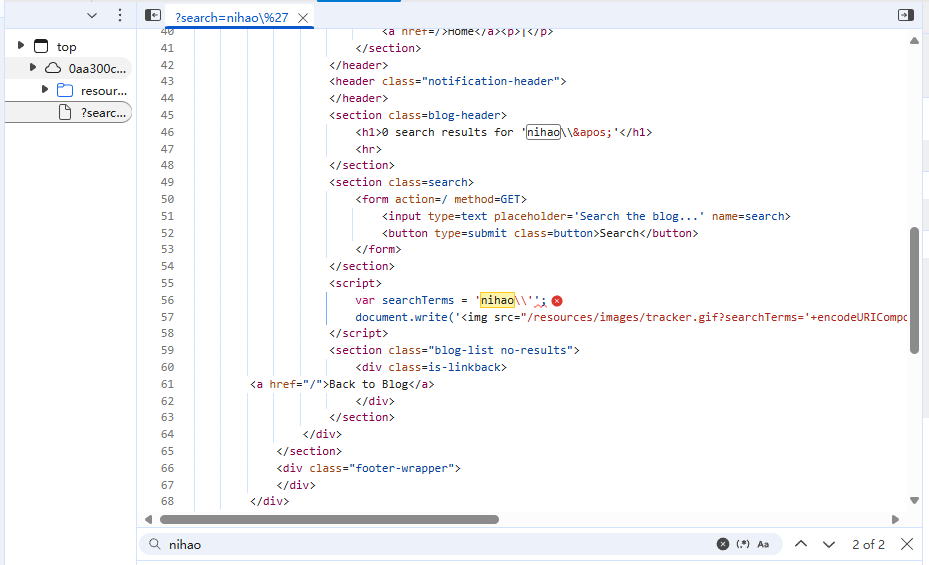 ?search=nihao\%27
top
0aa300c...
resour...
?searc...
40 <a href=/>Home</a><p>|</p>
41 </section>
42 </header>
43 <header class="notification-header">
44 </header>
45 <section class=blog-header>
46 <h1>0 search results for 'nihao\\&apos;'</h1>
47 <hr>
48 </section>
49 <section class=search>
50 <form action=/ method=GET>
51 <input type=text placeholder='Search the blog...' name=search>
52 <button type=submit class=button>Search</button>
53 </form>
54 </section>
55 <script>
56 var searchTerms = 'nihao\\'';
57 document.write('<img src="/resources/images/tracker.gif?searchTerms='+encodeURICompo
58 </script>
59 <section class="blog-list no-results">
60 <div class=is-linkback>
61 <a href="/">Back to Blog</a>
62 </div>
63 </section>
64 </div>
65 </section>
66 <div class="footer-wrapper">
67 </div>
68 </div>
nihao
(.*) Aa
2 of 2